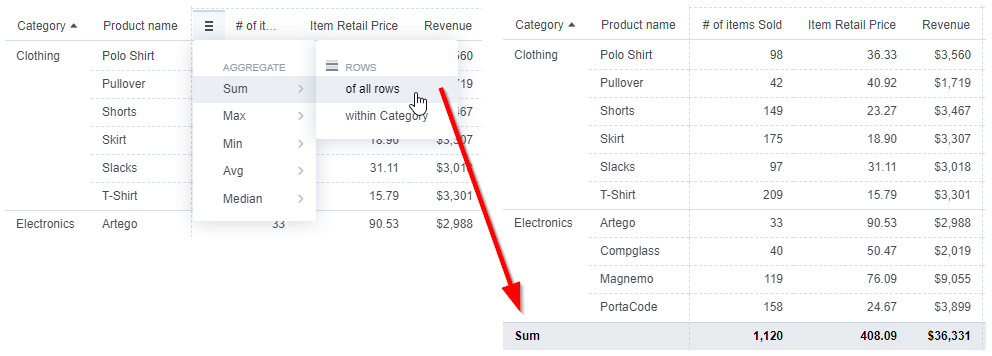 Category Product name # of it... Item Retail Price Revenue
Clothing Polo Shirt 560
AGGREGATE ROWS
Pullover 719
Sum of all rows
Shorts 467
Max within Category
Skirt 18.90 $3,307
Min
Slacks 31.11 $3,018
Avg
T-Shirt 15.79 $3,301
Median
Electronics Artego 33 90.53 $2,988
Category Product name # of items Sold Item Retail Price Revenue
Clothing Polo Shirt 98 36.33 $3,560
Pullover 42 40.92 $1,719
Shorts 149 23.27 $3,467
Skirt 175 18.90 $3,307
Slacks 97 31.11 $3,018
T-Shirt 209 15.79 $3,301
Electronics Artego 33 90.53 $2,988
Compglass 40 50.47 $2,019
Magnemo 119 76.09 $9,055
PortaCode 158 24.67 $3,899
Sum 1,120 408.09 $36,331